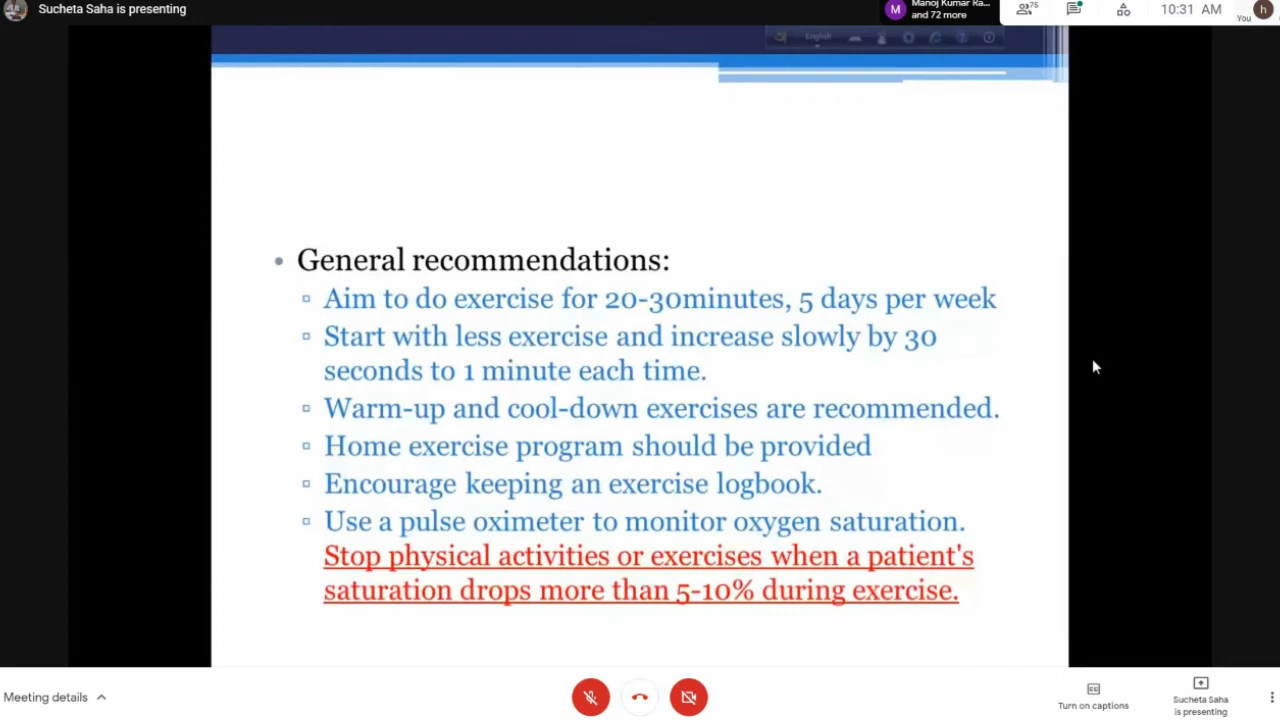 Sucheta Saha is presenting
M
Manoj Kumar Ra...
and 72 more
75
10:31 AM
You
h
English
General recommendations:
Aim to do exercise for 20-30minutes, 5 days per week
Start with less exercise and increase slowly by 30
seconds to 1 minute each time.
Warm-up and cool-down exercises are recommended.
Home exercise program should be provided
Encourage keeping an exercise logbook.
Use a pulse oximeter to monitor oxygen saturation.
Stop physical activities or exercises when a patient's
saturation drops more than 5-10% during exercise.
Meeting details
Turn on captions
Sucheta Saha
is presenting